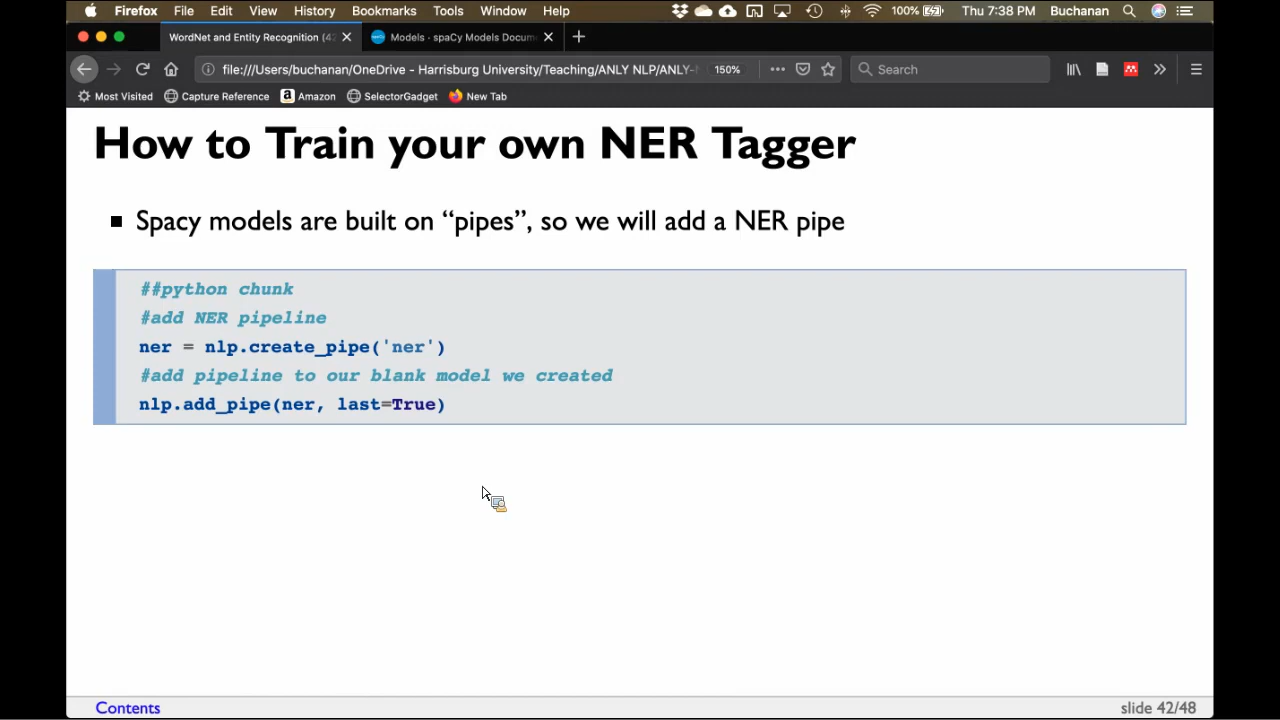 Firefox File Edit View History Bookmarks Tools Window Help 100% Thu 7:38 PM Buchanan
WordNet and Entity Recognition (4 Models · spaCy Models Docum
file:///Users/buchanan/OneDrive - Harrisburg University/Teaching/ANLY NLP/ANLY- 150% Search
Most Visited Capture Reference Amazon SelectorGadget New Tab
How to Train your own NER Tagger
Spacy models are built on “pipes”, so we will add a NER pipe
##python chunk
#add NER pipeline
ner = nlp.create_pipe('ner')
#add pipeline to our blank model we created
nlp.add_pipe(ner, last=True)
Contents slide 42/48